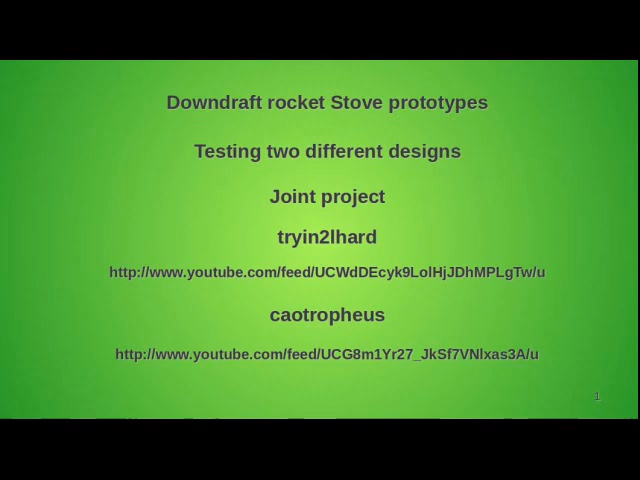 Downdraft rocket Stove prototypes
Testing two different designs
Joint project
tryin2lhard
http://www.youtube.com/feed/UCWdDEcyk9LolHjJDhMPLgTw/u
caotropheus
http://www.youtube.com/feed/UCG8m1Yr27_JkSf7VNlxas3A/u
1